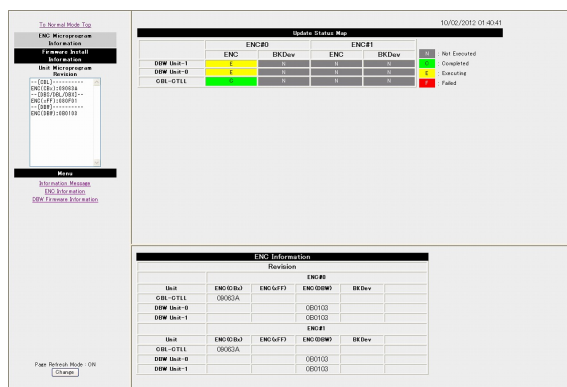 To Normal Mode Top
ENC Microprogram
Information
Firmware Install
Information
Unit Microprogram
Revision
--[CBL]----------
ENC(CBx):09063A
--[DBS/DBL/DBX]--
ENC(xFF):080F01
--[DBW]----------
ENC(DBW):0B0103
Menu
Information Message
ENC Information
DBW Firmware Information
Page Refresh Mode : ON
Change
10/02/2012 01:40:41
Update Status Map
ENC#0 ENC#1
ENC BKDev ENC BKDev
DBW Unit-1 E N N N
DBW Unit-0 E N N N
CBL-CTLL C N N N
N : Not Executed
C : Completed
E : Executing
F : Failed
ENC Information
Revision
ENC#0
Unit ENC(CBx) ENC(xFF) ENC(DBW) BKDev
CBL-CTLL 09063A
DBW Unit-0 0B0103
DBW Unit-1 0B0103
ENC#1
Unit ENC(CBx) ENC(xFF) ENC(DBW) BKDev
CBL-CTLL 09063A
DBW Unit-0 0B0103
DBW Unit-1 0B0103